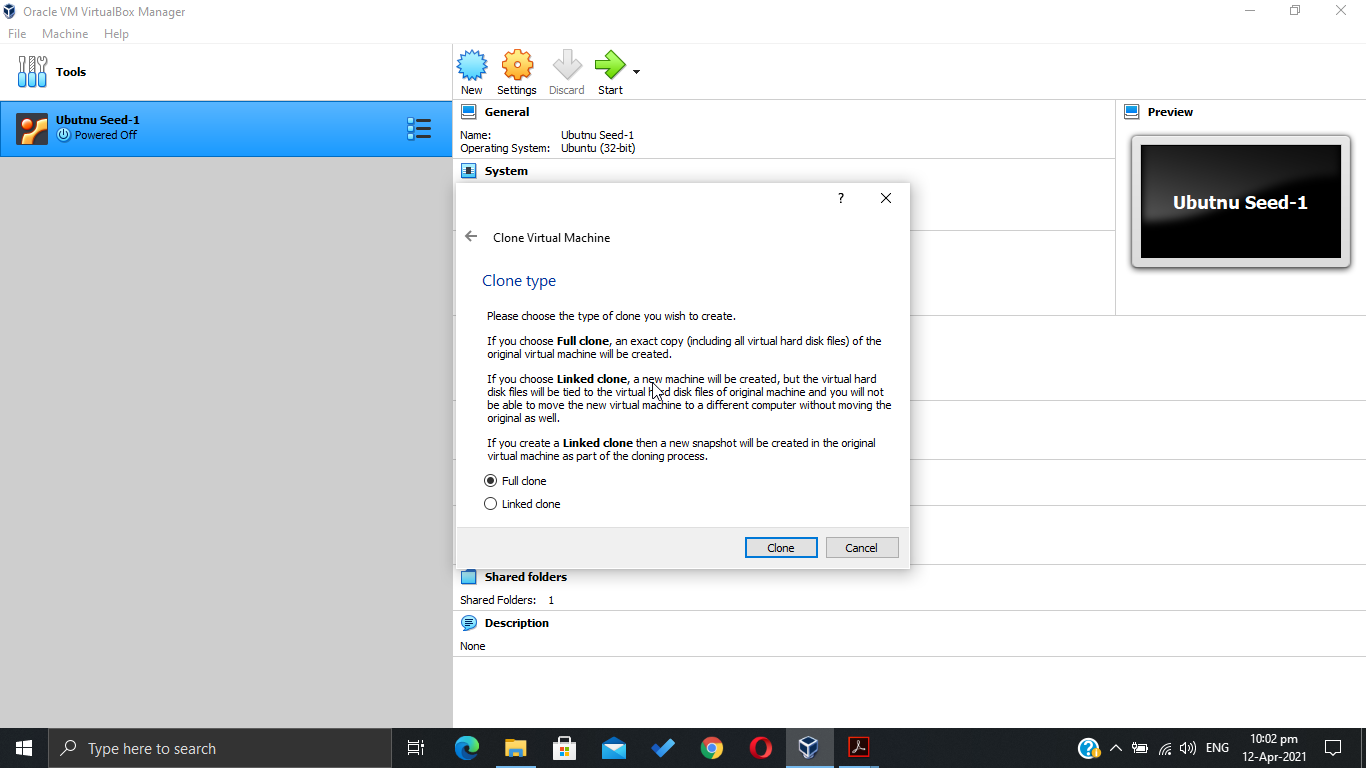 Oracle VM VirtualBox Manager
File Machine Help
Tools
Ubutnu Seed-1
Powered Off
New Settings Discard Start
General
Name: Ubutnu Seed-1
Operating System: Ubuntu (32-bit)
System
Preview
Ubutnu Seed-1
?
Clone Virtual Machine
Clone type
Please choose the type of clone you wish to create.
If you choose Full clone, an exact copy (including all virtual hard disk files) of the
original virtual machine will be created.
If you choose Linked clone, a new machine will be created, but the virtual hard
disk files will be tied to the virtual hard disk files of original machine and you will not
be able to move the new virtual machine to a different computer without moving the
original as well.
If you create a Linked clone then a new snapshot will be created in the original
virtual machine as part of the cloning process.
Full clone
Linked clone
Clone Cancel
Shared folders
Shared Folders: 1
Description
None
Type here to search
ENG
10:02 pm
12-Apr-2021